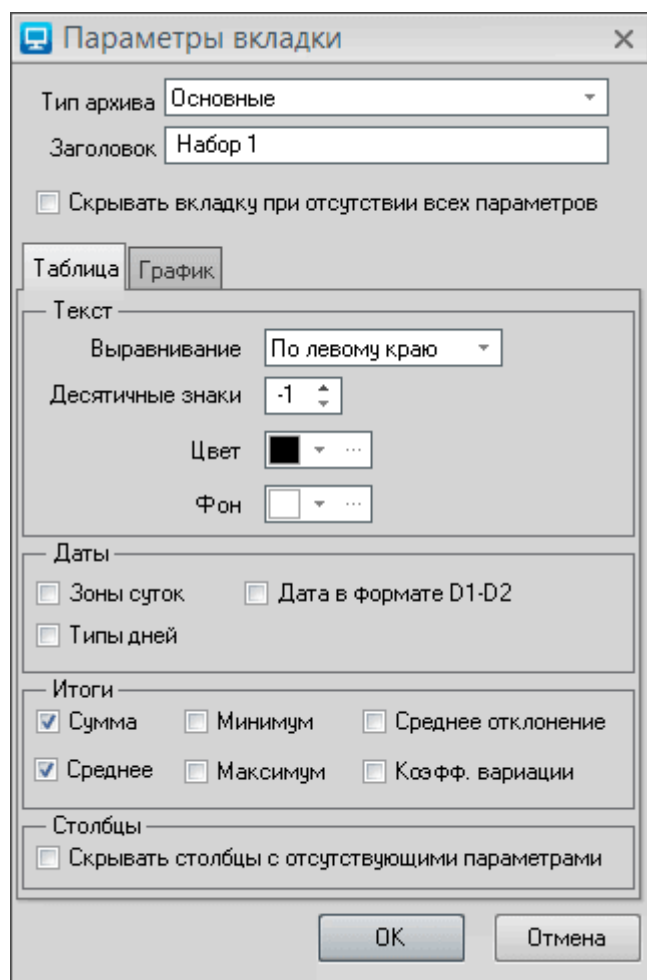 Параметры вкладки
Тип архива Основные
Заголовок Набор 1
Скрывать вкладку при отсутствии всех параметров
Таблица График
Текст
Выравнивание По левому краю
Десятичные знаки -1
Цвет ...
Фон ...
Даты
Зоны суток Дата в формате D1-D2
Типы дней
Итоги
Сумма Минимум Среднее отклонение
Среднее Максимум Коэфф. вариации
Столбцы
Скрывать столбцы с отсутствующими параметрами
ОК Отмена